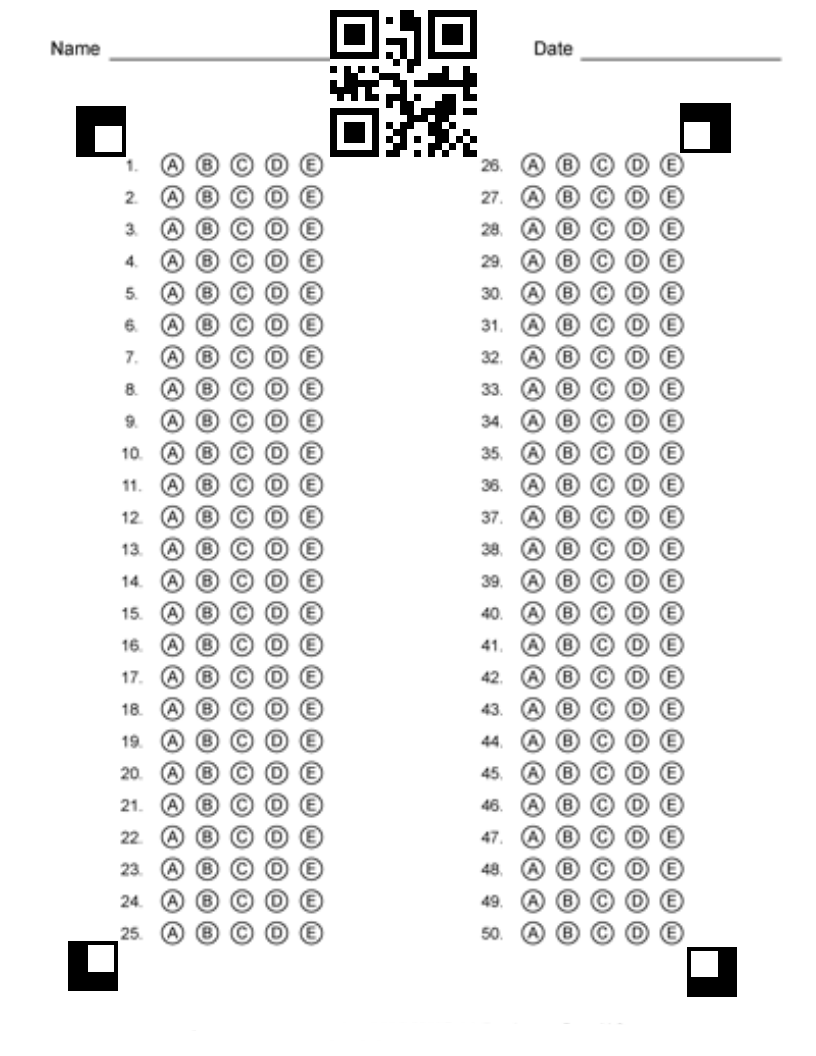 Name Date
1. A B C D E
2. A B C D E
3. A B C D E
4. A B C D E
5. A B C D E
6. A B C D E
7. A B C D E
8. A B C D E
9. A B C D E
10. A B C D E
11. A B C D E
12. A B C D E
13. A B C D E
14. A B C D E
15. A B C D E
16. A B C D E
17. A B C D E
18. A B C D E
19. A B C D E
20. A B C D E
21. A B C D E
22. A B C D E
23. A B C D E
24. A B C D E
25. A B C D E
26. A B C D E
27. A B C D E
28. A B C D E
29. A B C D E
30. A B C D E
31. A B C D E
32. A B C D E
33. A B C D E
34. A B C D E
35. A B C D E
36. A B C D E
37. A B C D E
38. A B C D E
39. A B C D E
40. A B C D E
41. A B C D E
42. A B C D E
43. A B C D E
44. A B C D E
45. A B C D E
46. A B C D E
47. A B C D E
48. A B C D E
49. A B C D E
50. A B C D E